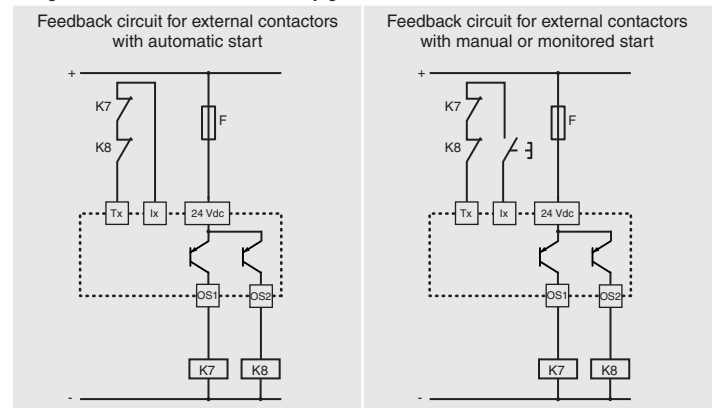 Feedback circuit for external contactors
with automatic start
+
K7
K8
F
Tx
Ix
24 Vdc
OS1
OS2
K7
K8
-
Feedback circuit for external contactors
with manual or monitored start
+
K7
K8
F
Tx
Ix
24 Vdc
OS1
OS2
K7
K8
-